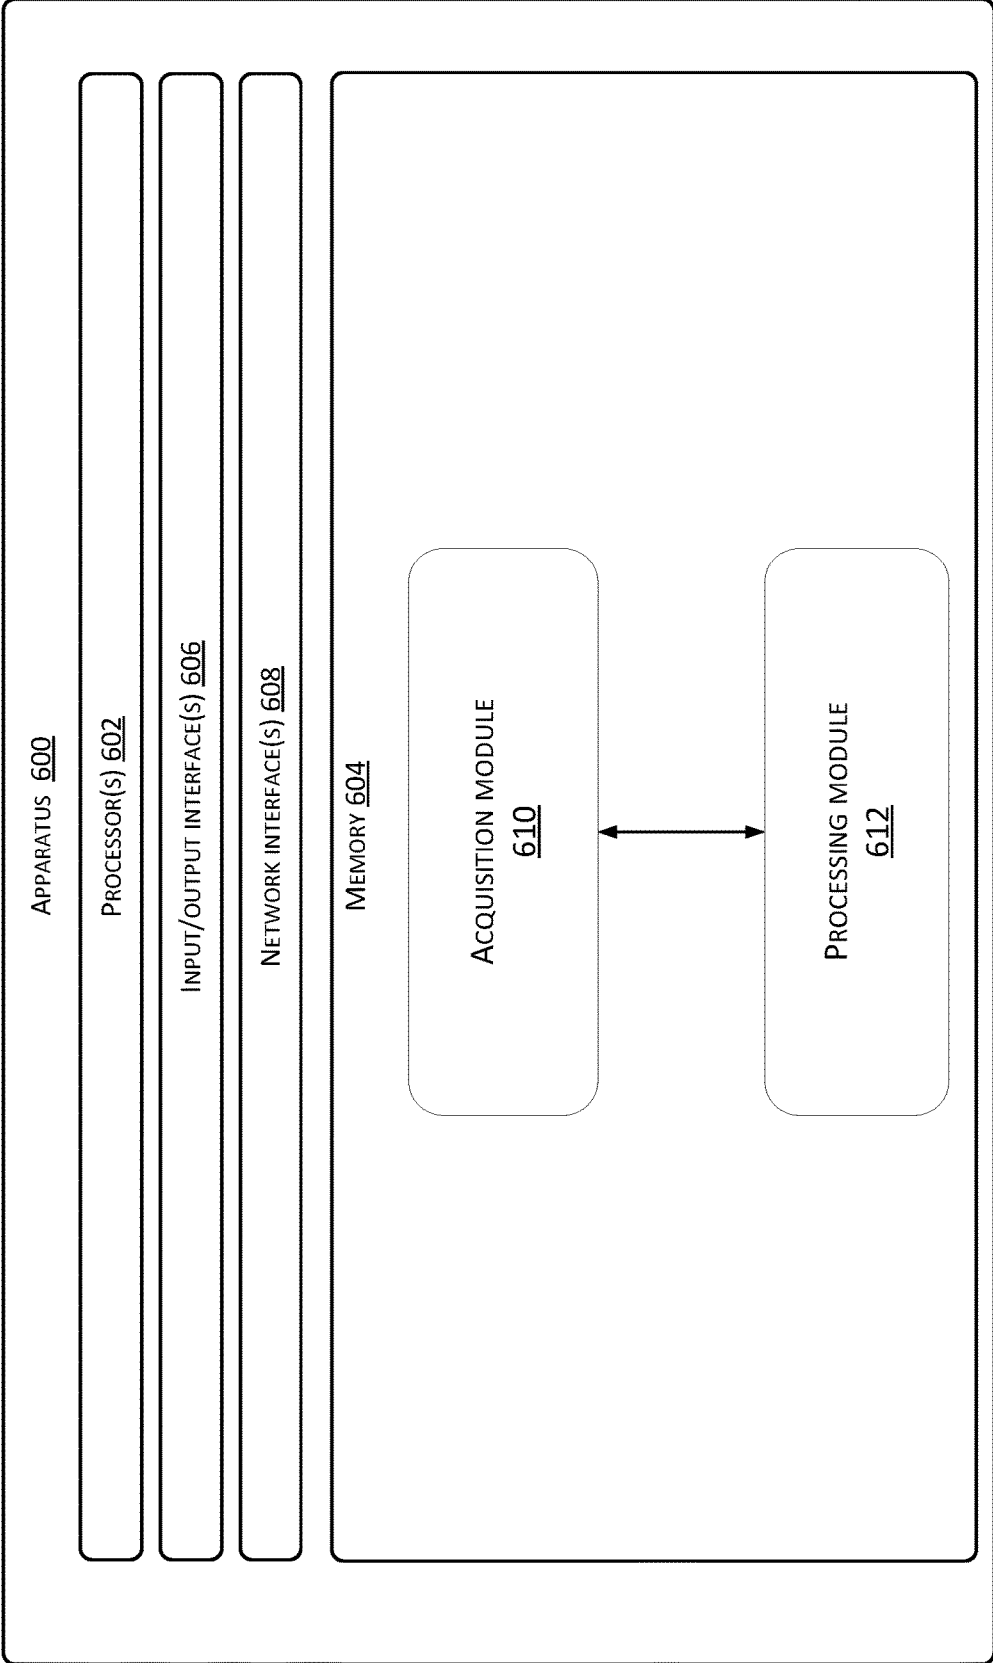 APPARATUS 600
PROCESSOR(S) 602
INPUT/OUTPUT INTERFACE(S) 606
NETWORK INTERFACE(S) 608
MEMORY 604
ACQUISITION MODULE
610
PROCESSING MODULE
612